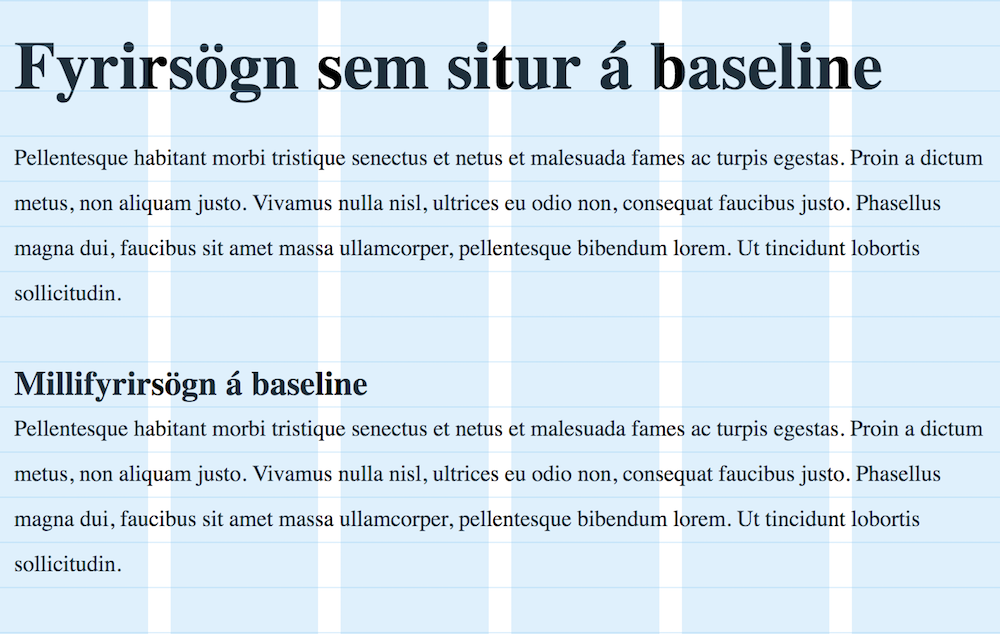 Fyrirsögn sem situr á baseline
Pellentesque habitant morbi tristique senectus et netus et malesuada fames ac turpis egestas. Proin a dictum
metus, non aliquam justo. Vivamus nulla nisl, ultrices eu odio non, consequat faucibus justo. Phasellus
magna dui, faucibus sit amet massa ullamcorper, pellentesque bibendum lorem. Ut tincidunt lobortis
sollicitudin.
Millifyrirsögn á baseline
Pellentesque habitant morbi tristique senectus et netus et malesuada fames ac turpis egestas. Proin a dictum
metus, non aliquam justo. Vivamus nulla nisl, ultrices eu odio non, consequat faucibus justo. Phasellus
magna dui, faucibus sit amet massa ullamcorper, pellentesque bibendum lorem. Ut tincidunt lobortis
sollicitudin.